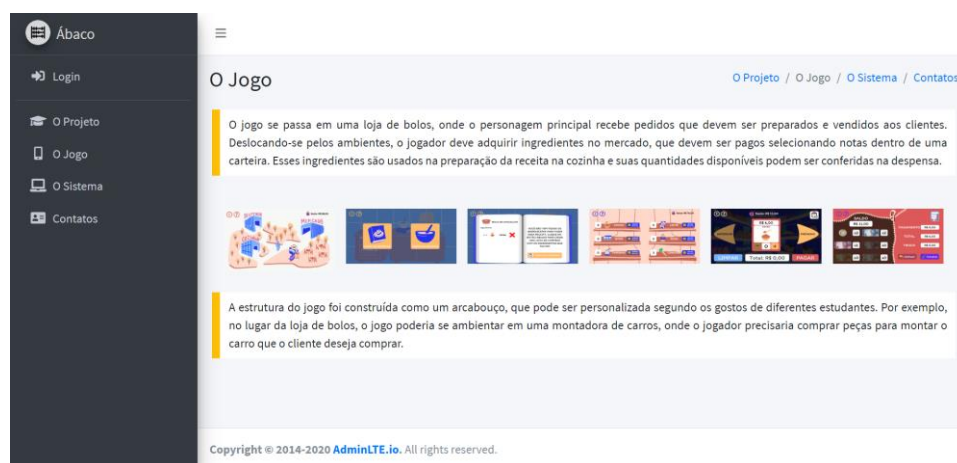 Ábaco
Login
O Projeto
O Jogo
O Sistema
Contatos
O Jogo
O Projeto / O Jogo / O Sistema / Contatos
O jogo se passa em uma loja de bolos, onde o personagem principal recebe pedidos que devem ser preparados e vendidos aos clientes.
Deslocando-se pelos ambientes, o jogador deve adquirir ingredientes no mercado, que devem ser pagos selecionando notas dentro de uma
carteira. Esses ingredientes são usados na preparação da receita na cozinha e suas quantidades disponíveis podem ser conferidas na despensa.
Total: R$ 0,00
PAGAR
A estrutura do jogo foi construída como um arcabouço, que pode ser personalizada segundo os gostos de diferentes estudantes. Por exemplo,
no lugar da loja de bolos, o jogo poderia se ambientar em uma montadora de carros, onde o jogador precisaria comprar peças para montar o
carro que o cliente deseja comprar.
Copyright © 2014-2020 AdminLTE.io. All rights reserved.